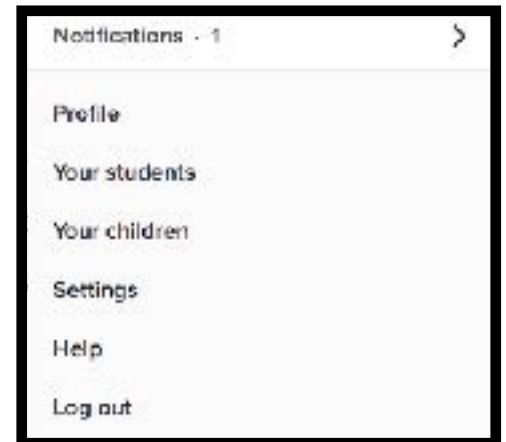 Notifications · 1
Profile
Your students
Your children
Settings
Help
Log out